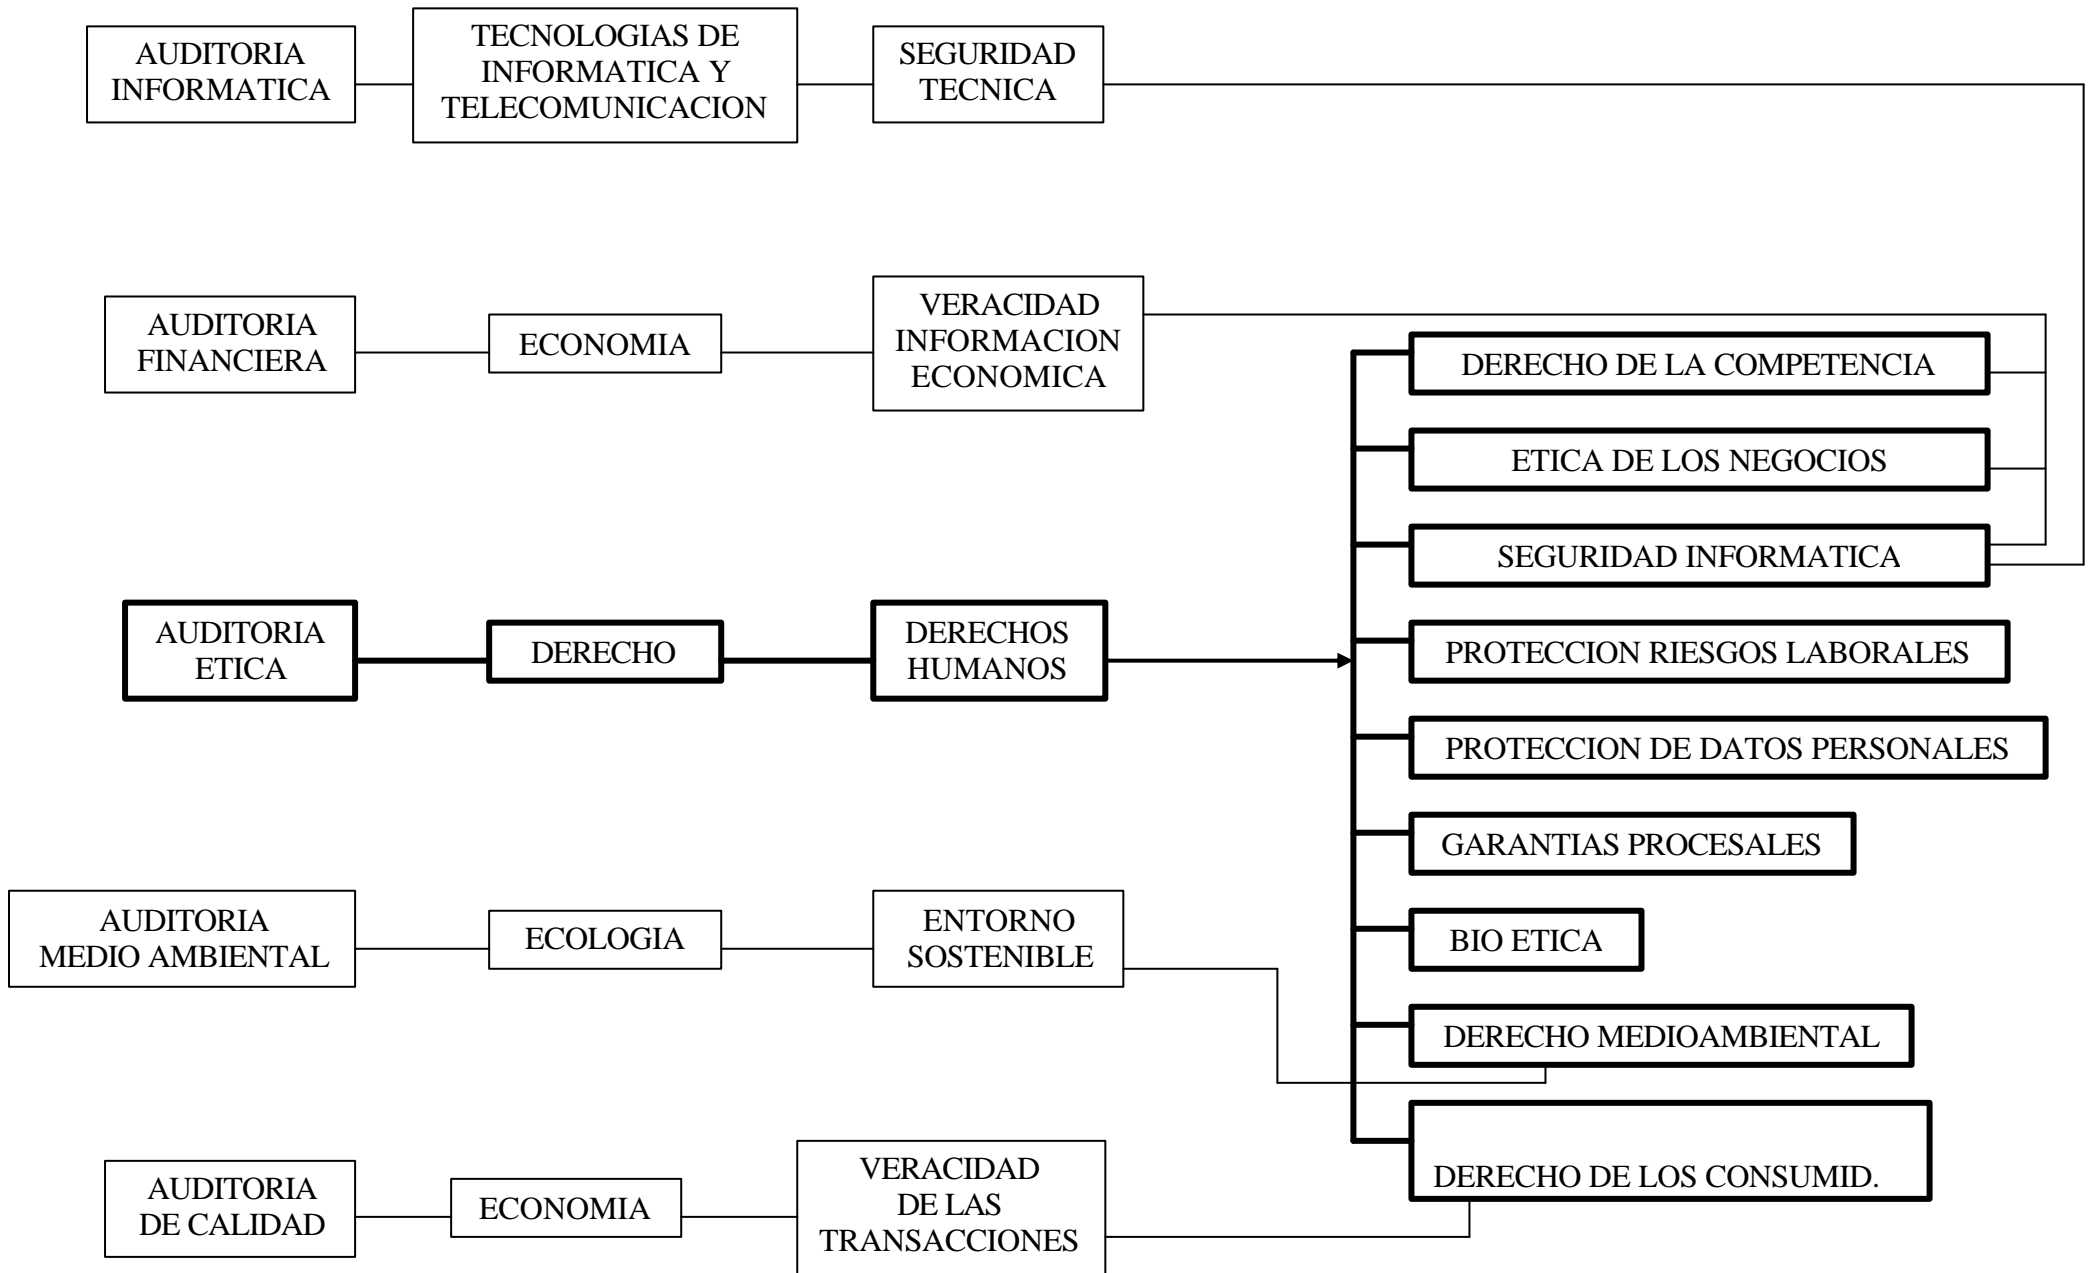 AUDITORIA
INFORMATICA
TECNOLOGIAS DE
INFORMATICA Y
TELECOMUNICACION
SEGURIDAD
TECNICA
AUDITORIA
FINANCIERA
ECONOMIA
VERACIDAD
INFORMACION
ECONOMICA
AUDITORIA
ETICA
DERECHO
DERECHOS
HUMANOS
DERECHO DE LA COMPETENCIA
ETICA DE LOS NEGOCIOS
SEGURIDAD INFORMATICA
PROTECCION RIESGOS LABORALES
PROTECCION DE DATOS PERSONALES
GARANTIAS PROCESALES
BIO ETICA
DERECHO MEDIOAMBIENTAL
DERECHO DE LOS CONSUMID.
AUDITORIA
MEDIO AMBIENTAL
ECOLOGIA
ENTORNO
SOSTENIBLE
AUDITORIA
DE CALIDAD
ECONOMIA
VERACIDAD
DE LAS
TRANSACCIONES